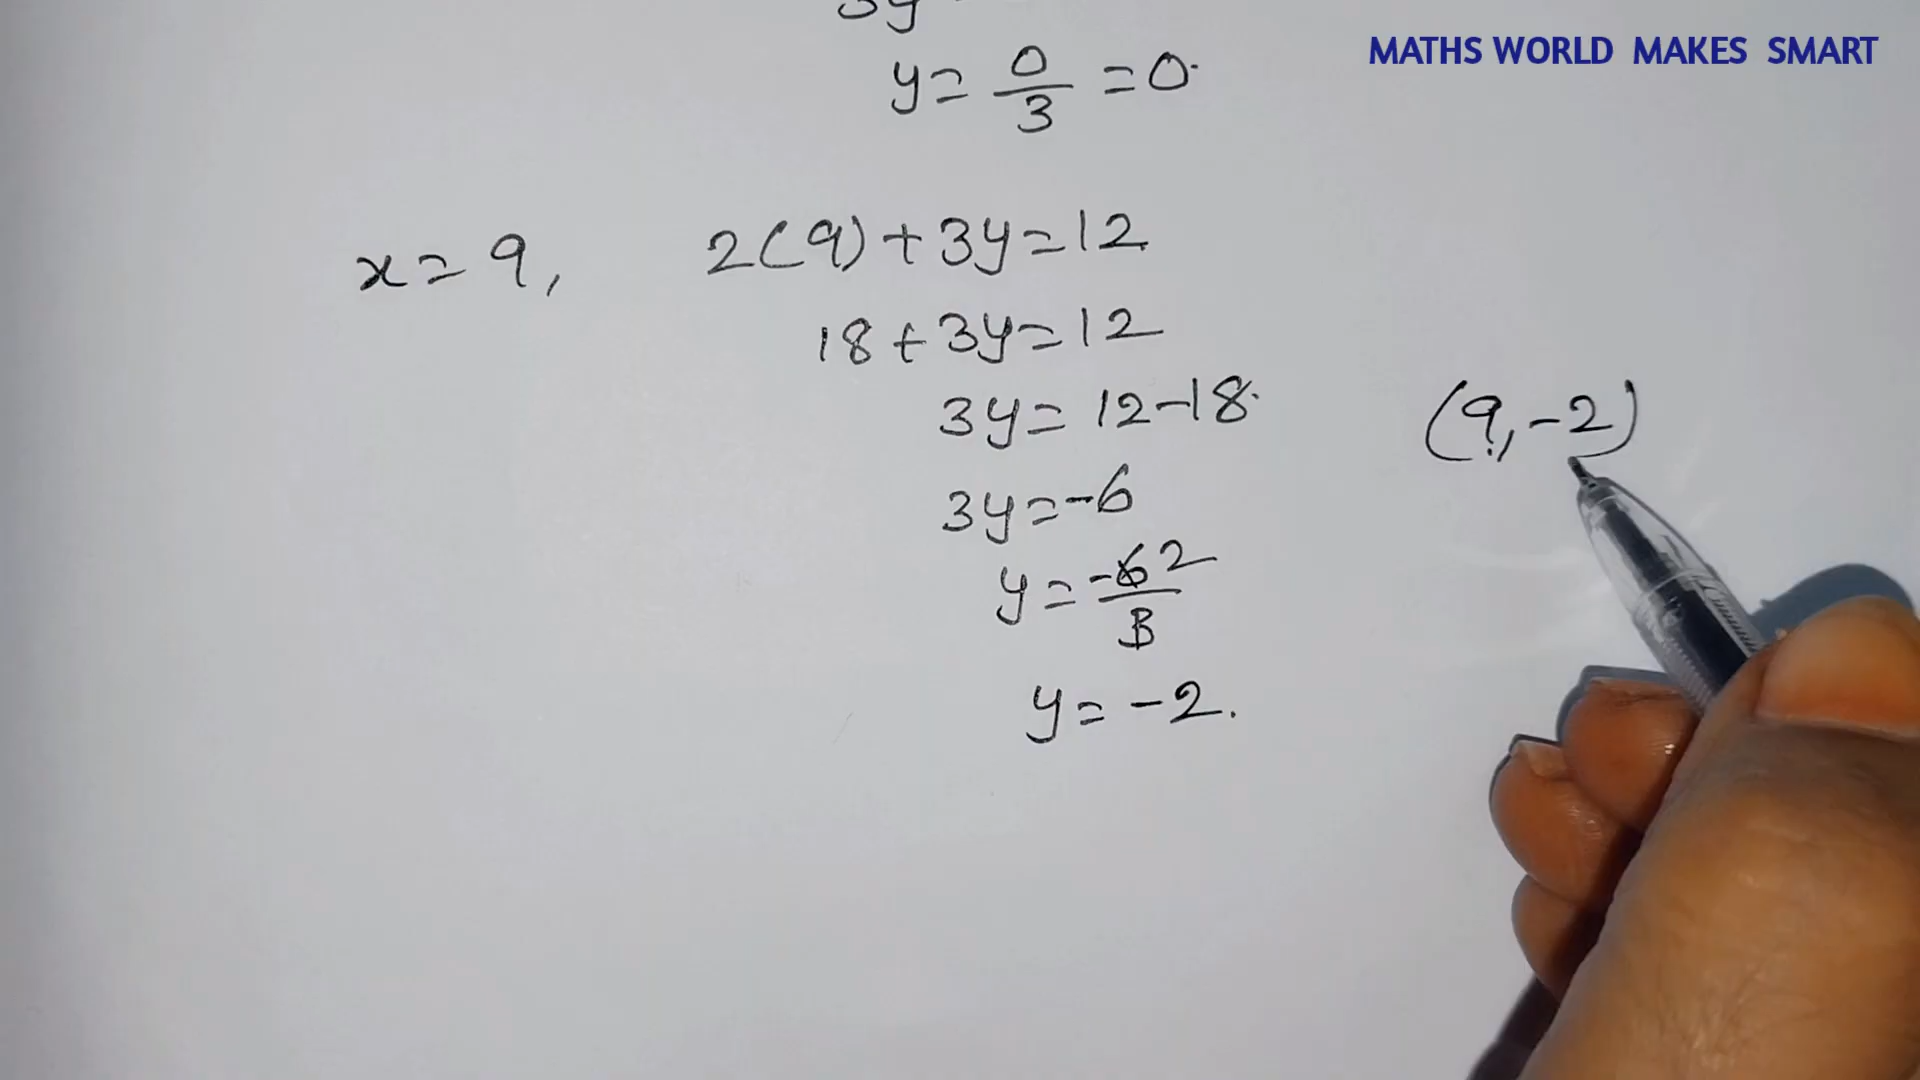 MATHS WORLD MAKES SMART
3y
y = 0/3 = 0.
x = 9, 2(9) + 3y = 12
18 + 3y = 12
3y = 12 - 18.
(9, -2)
3y = -6
y = -6 2/3
y = -2.